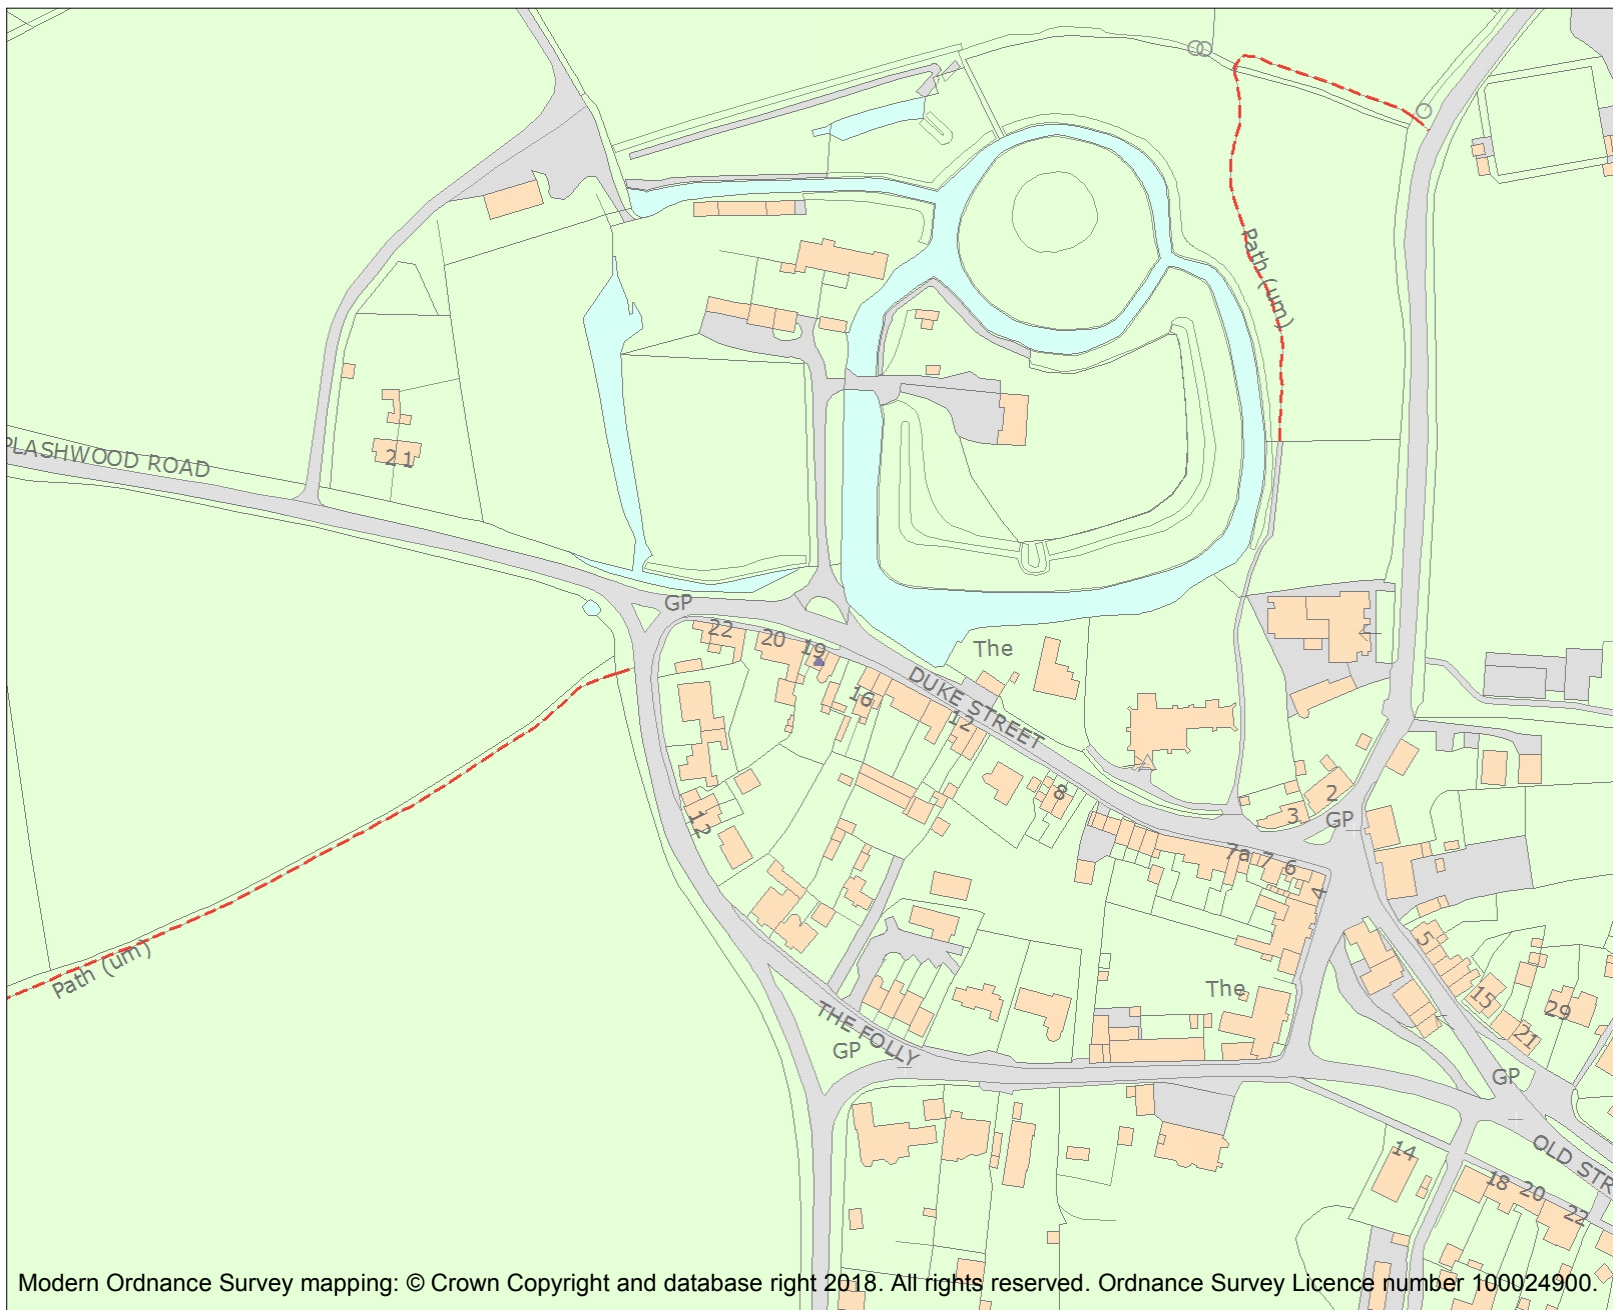 Path (um)
PLASHWOOD ROAD
21
GP
22
20
19
The
16
DUKE STREET
12
8
2
3
GP
12
7a
7
6
4
5
Path (um)
The
15
29
21
THE FOLLY
GP
GP
14
OLD STR
18
20
22
Modern Ordnance Survey mapping: © Crown Copyright and database right 2018. All rights reserved. Ordnance Survey Licence number 100024900.